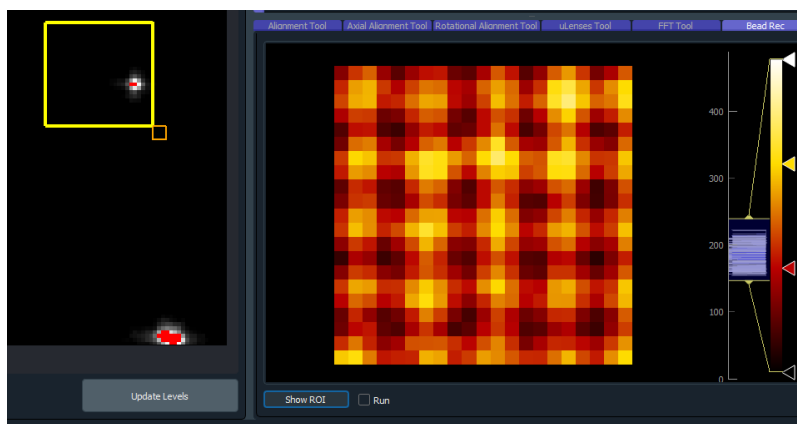 Alignment Tool Axial Alignment Tool Rotational Alignment Tool uLenses Tool FFT Tool Bead Rec
400
300
200
100
0
Update Levels
Show ROI Run